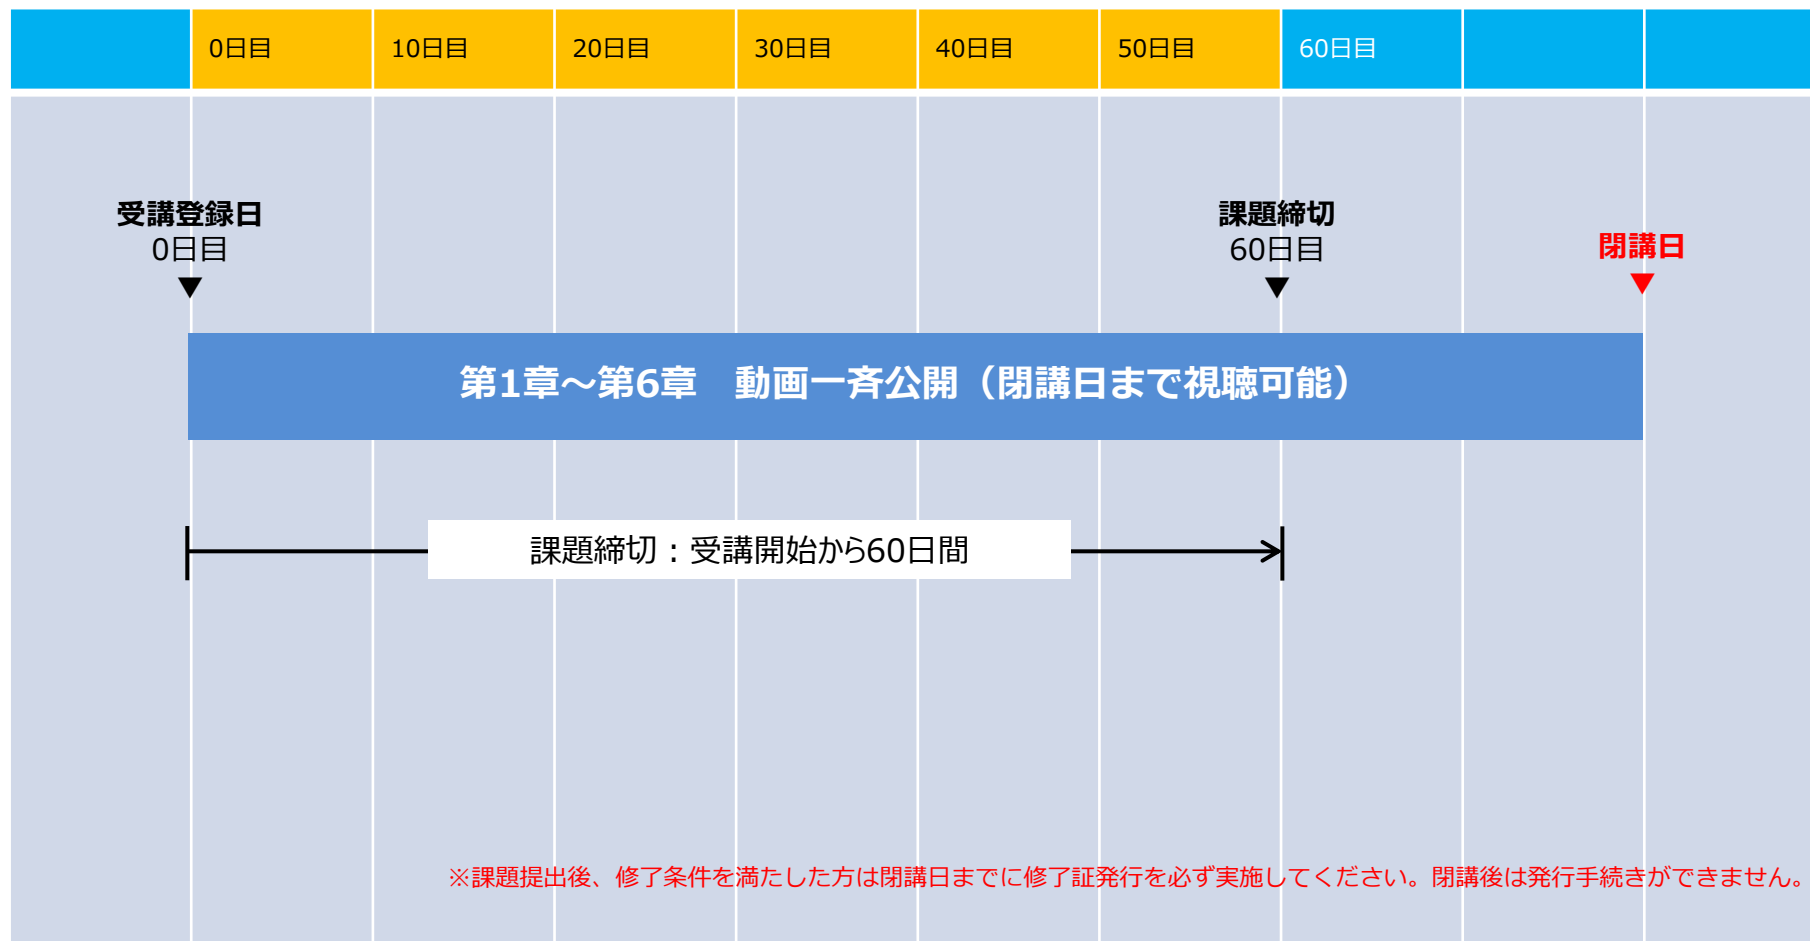 0日目
10日目
20日目
30日目
40日目
50日目
60日目
受講登録日
0日目
課題締切
60日目
閉講日
第1章～第6章　動画一斉公開（閉講日まで視聴可能）
課題締切：受講開始から60日間
※課題提出後、修了条件を満たした方は閉講日までに修了証発行を必ず実施してください。閉講後は発行手続きができません。